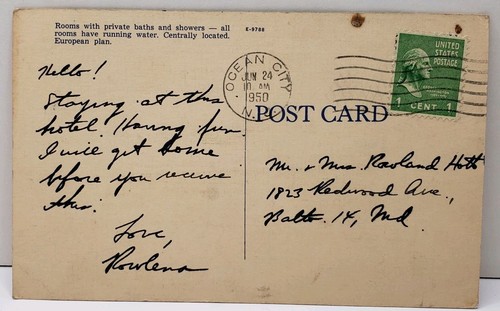 Rooms with private baths and showers — all
rooms have running water. Centrally located.
European plan.
E-9788
Hello!
Staying at this
hotel. Having fun.
I will get home
before you receive
this.
Love,
Rowlena
OCEAN CITY
JUN 24
10 AM
1950
N.J.
UNITED
STATES
POSTAGE
1 CENT 1
POST CARD
Mr. & Mrs. Rowland
1823 Redwood Ave.,
Balto. 14, Md.